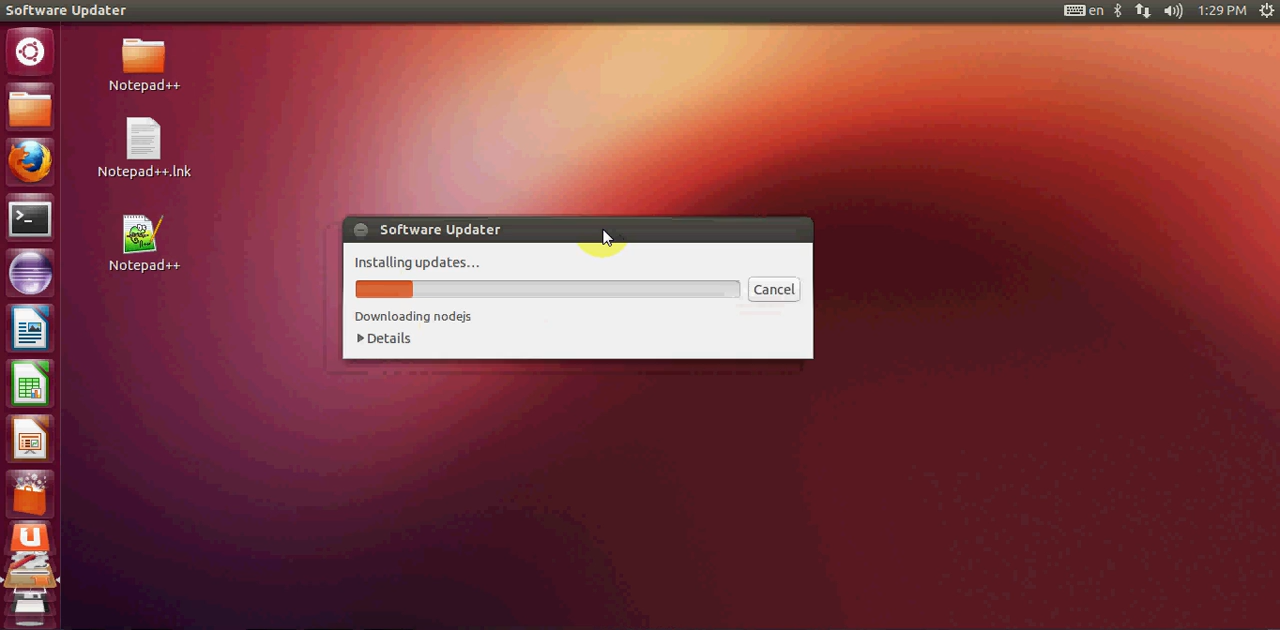 Software Updater
en
1:29 PM
Notepad++
Notepad++.lnk
Notepad++
Software Updater
Installing updates...
Cancel
Downloading nodejs
Details